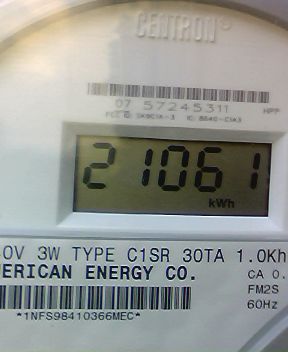 CENTRON®
07 57245311
21061
kWh
0V 3W TYPE C1SR 30TA 1.0Kh
ERICAN ENERGY CO.
CA 0.
FM2S
60Hz
*1NFS98410366MEC*